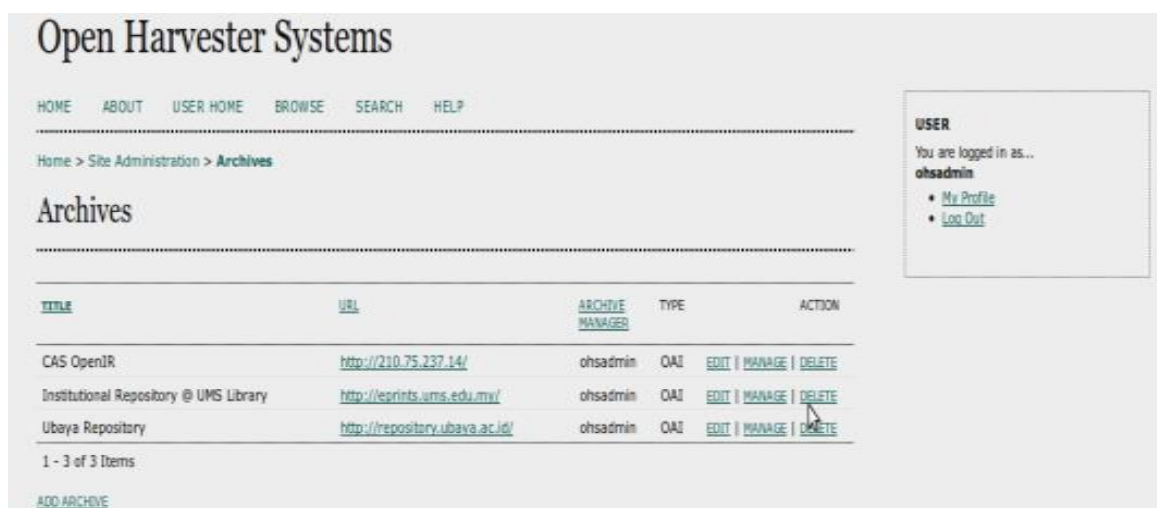 Open Harvester Systems
HOME ABOUT USER HOME BROWSE SEARCH HELP
Home > Site Administration > Archives
Archives
USER
You are logged in as...
ohsadmin
• My Profile
• Log Out
TITLE URL ARCHIVE MANAGER TYPE ACTION
CAS OpenIR http://210.75.237.14/ ohsadmin OAI EDIT | MANAGE | DELETE
Institutional Repository @ UMS Library http://eprints.ums.edu.my/ ohsadmin OAI EDIT | MANAGE | DELETE
Ubaya Repository http://repository.ubaya.ac.id/ ohsadmin OAI EDIT | MANAGE | DELETE
1 - 3 of 3 Items
ADD ARCHIVE